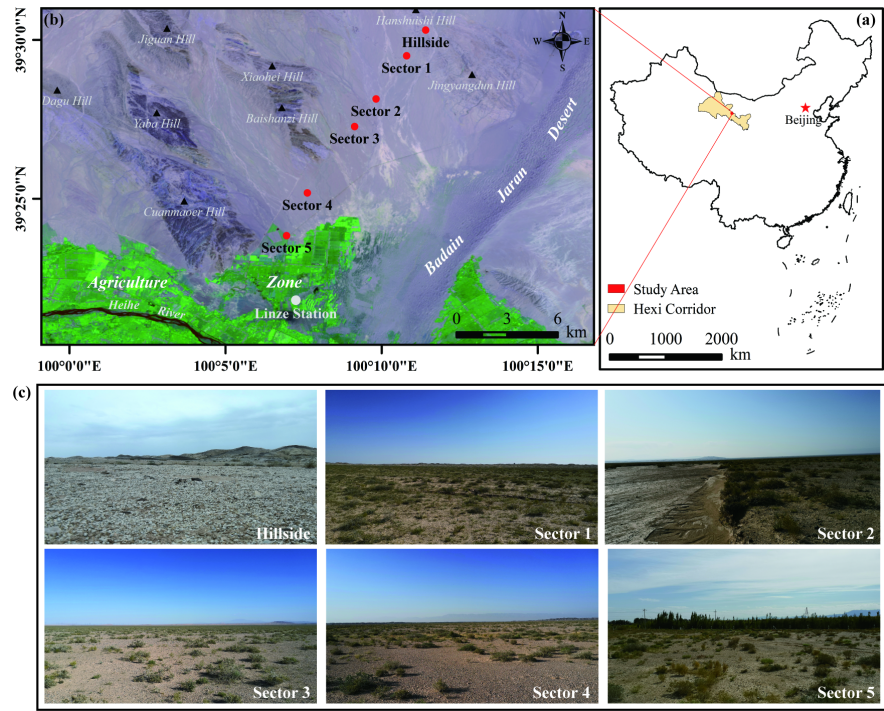 (b)
Hanshuishi Hill
N
W
E
S
39°30'0"N
Jiguan Hill
Hillside
Sector 1
Xiaohei Hill
Jingyangdun Hill
Dagu Hill
Sector 2
Yaba Hill
Baishanzi Hill
Sector 3
Desert
Jaran
Badain
39°25'0"N
Sector 4
Cuanmaoer Hill
Sector 5
Agriculture Zone
Heihe River
Linze Station
0 3 6
km
100°0'0"E 100°5'0"E 100°10'0"E 100°15'0"E
(a)
Beijing
Study Area
Hexi Corridor
0 1000 2000
km
(c)
Hillside
Sector 1
Sector 2
Sector 3
Sector 4
Sector 5